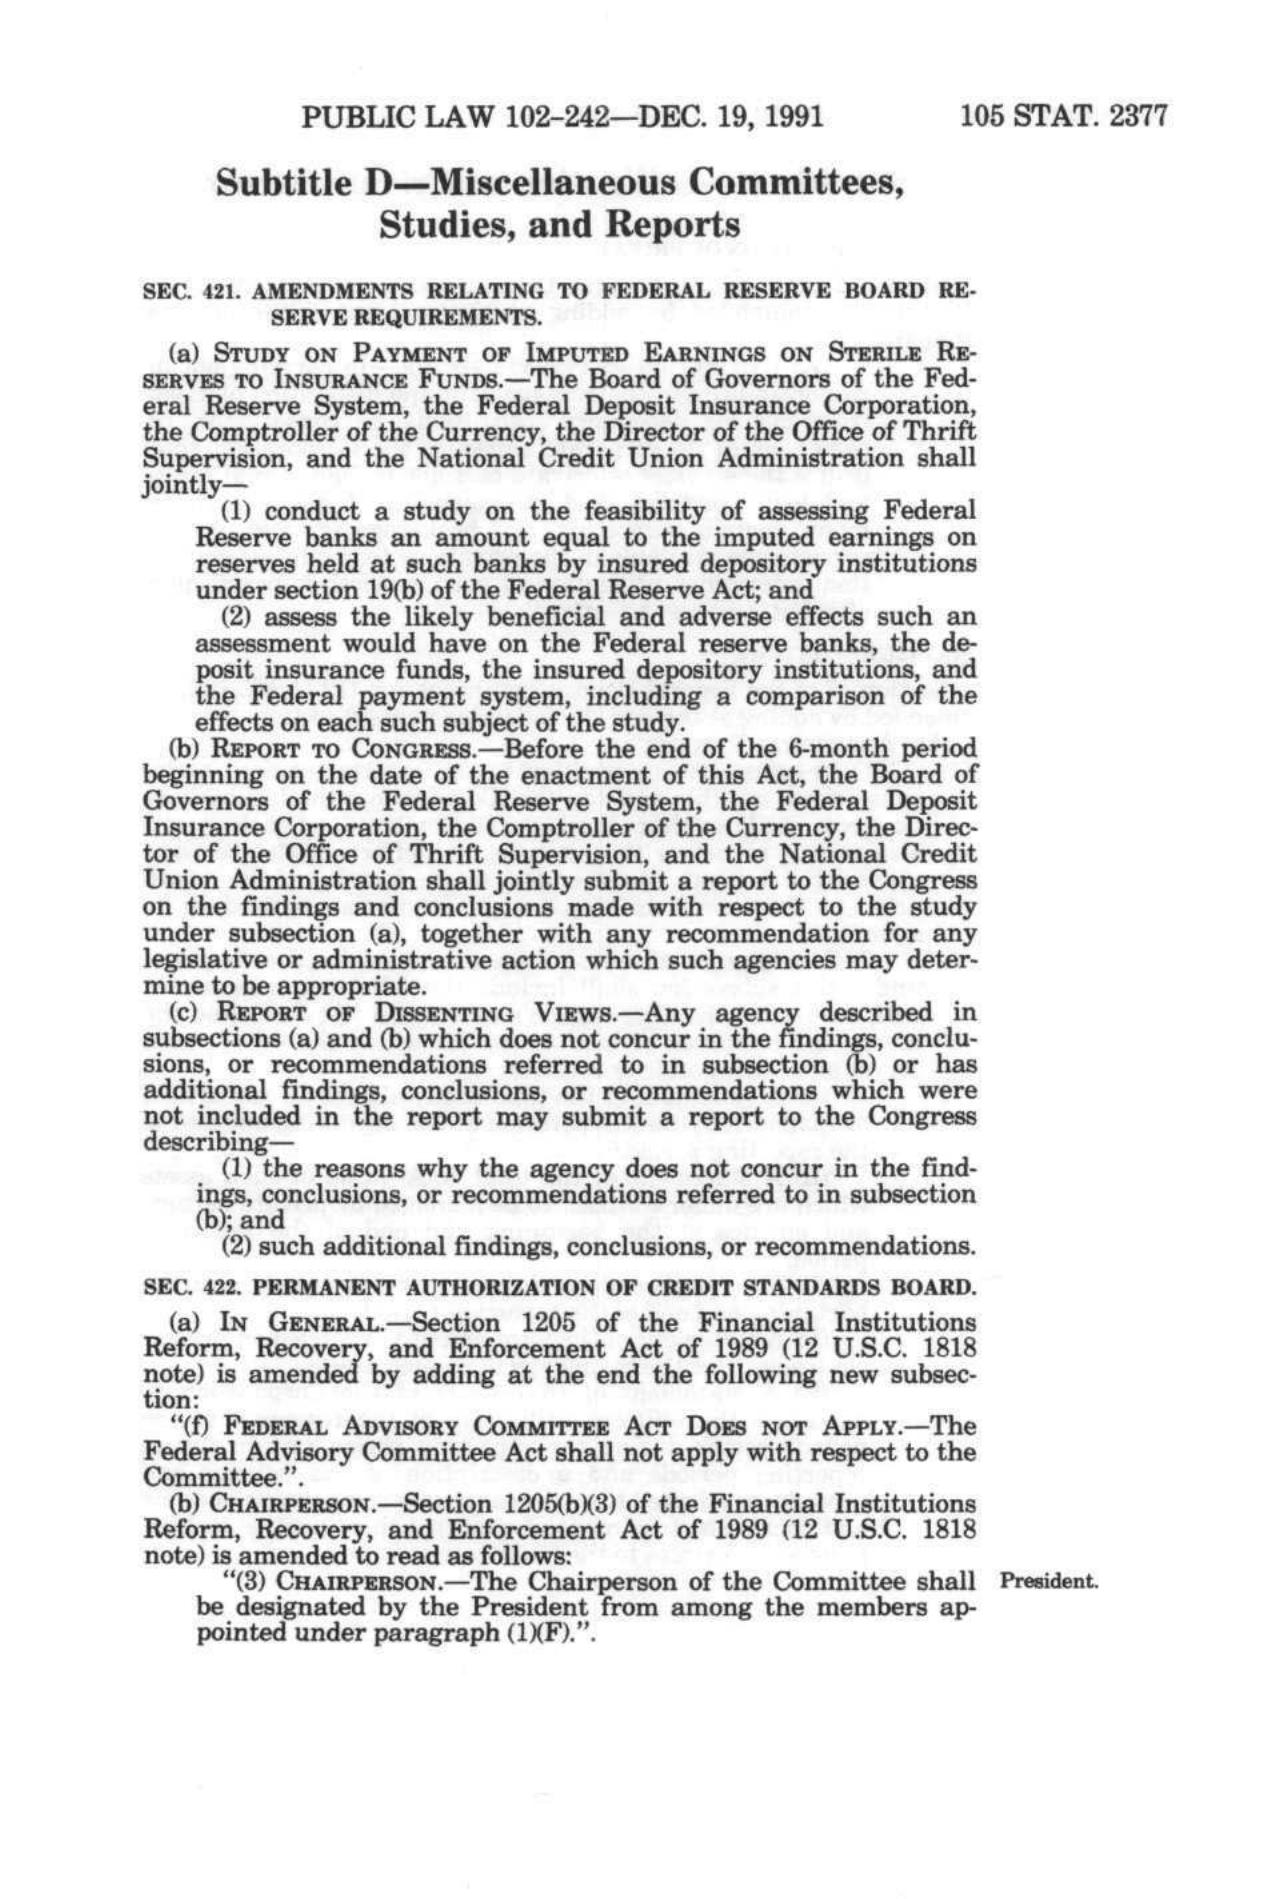 PUBLIC LAW 102-242—DEC. 19, 1991 105 STAT. 2377
Subtitle D—Miscellaneous Committees,
Studies, and Reports
SEC. 421. AMENDMENTS RELATING TO FEDERAL RESERVE BOARD RE-
SERVE REQUIREMENTS.
(a) STUDY ON PAYMENT OF IMPUTED EARNINGS ON STERILE RE-
SERVES TO INSURANCE FUNDS.—The Board of Governors of the Fed-
eral Reserve System, the Federal Deposit Insurance Corporation,
the Comptroller of the Currency, the Director of the Office of Thrift
Supervision, and the National Credit Union Administration shall
jointly—
(1) conduct a study on the feasibility of assessing Federal
Reserve banks an amount equal to the imputed earnings on
reserves held at such banks by insured depository institutions
under section 19(b) of the Federal Reserve Act; and
(2) assess the likely beneficial and adverse effects such an
assessment would have on the Federal reserve banks, the de-
posit insurance funds, the insured depository institutions, and
the Federal payment system, including a comparison of the
effects on each such subject of the study.
(b) REPORT TO CONGRESS.—Before the end of the 6-month period
beginning on the date of the enactment of this Act, the Board of
Governors of the Federal Reserve System, the Federal Deposit
Insurance Corporation, the Comptroller of the Currency, the Direc-
tor of the Office of Thrift Supervision, and the National Credit
Union Administration shall jointly submit a report to the Congress
on the findings and conclusions made with respect to the study
under subsection (a), together with any recommendation for any
legislative or administrative action which such agencies may deter-
mine to be appropriate.
(c) REPORT OF DISSENTING VIEWS.—Any agency described in
subsections (a) and (b) which does not concur in the findings, conclu-
sions, or recommendations referred to in subsection (b) or has
additional findings, conclusions, or recommendations which were
not included in the report may submit a report to the Congress
describing—
(1) the reasons why the agency does not concur in the find-
ings, conclusions, or recommendations referred to in subsection
(b); and
(2) such additional findings, conclusions, or recommendations.
SEC. 422. PERMANENT AUTHORIZATION OF CREDIT STANDARDS BOARD.
(a) IN GENERAL.—Section 1205 of the Financial Institutions
Reform, Recovery, and Enforcement Act of 1989 (12 U.S.C. 1818
note) is amended by adding at the end the following new subsec-
tion:
“(f) FEDERAL ADVISORY COMMITTEE ACT DOES NOT APPLY.—The
Federal Advisory Committee Act shall not apply with respect to the
Committee.”.
(b) CHAIRPERSON.—Section 1205(b)(3) of the Financial Institutions
Reform, Recovery, and Enforcement Act of 1989 (12 U.S.C. 1818
note) is amended to read as follows:
“(3) CHAIRPERSON.—The Chairperson of the Committee shall President.
be designated by the President from among the members ap-
pointed under paragraph (1)(F).”.